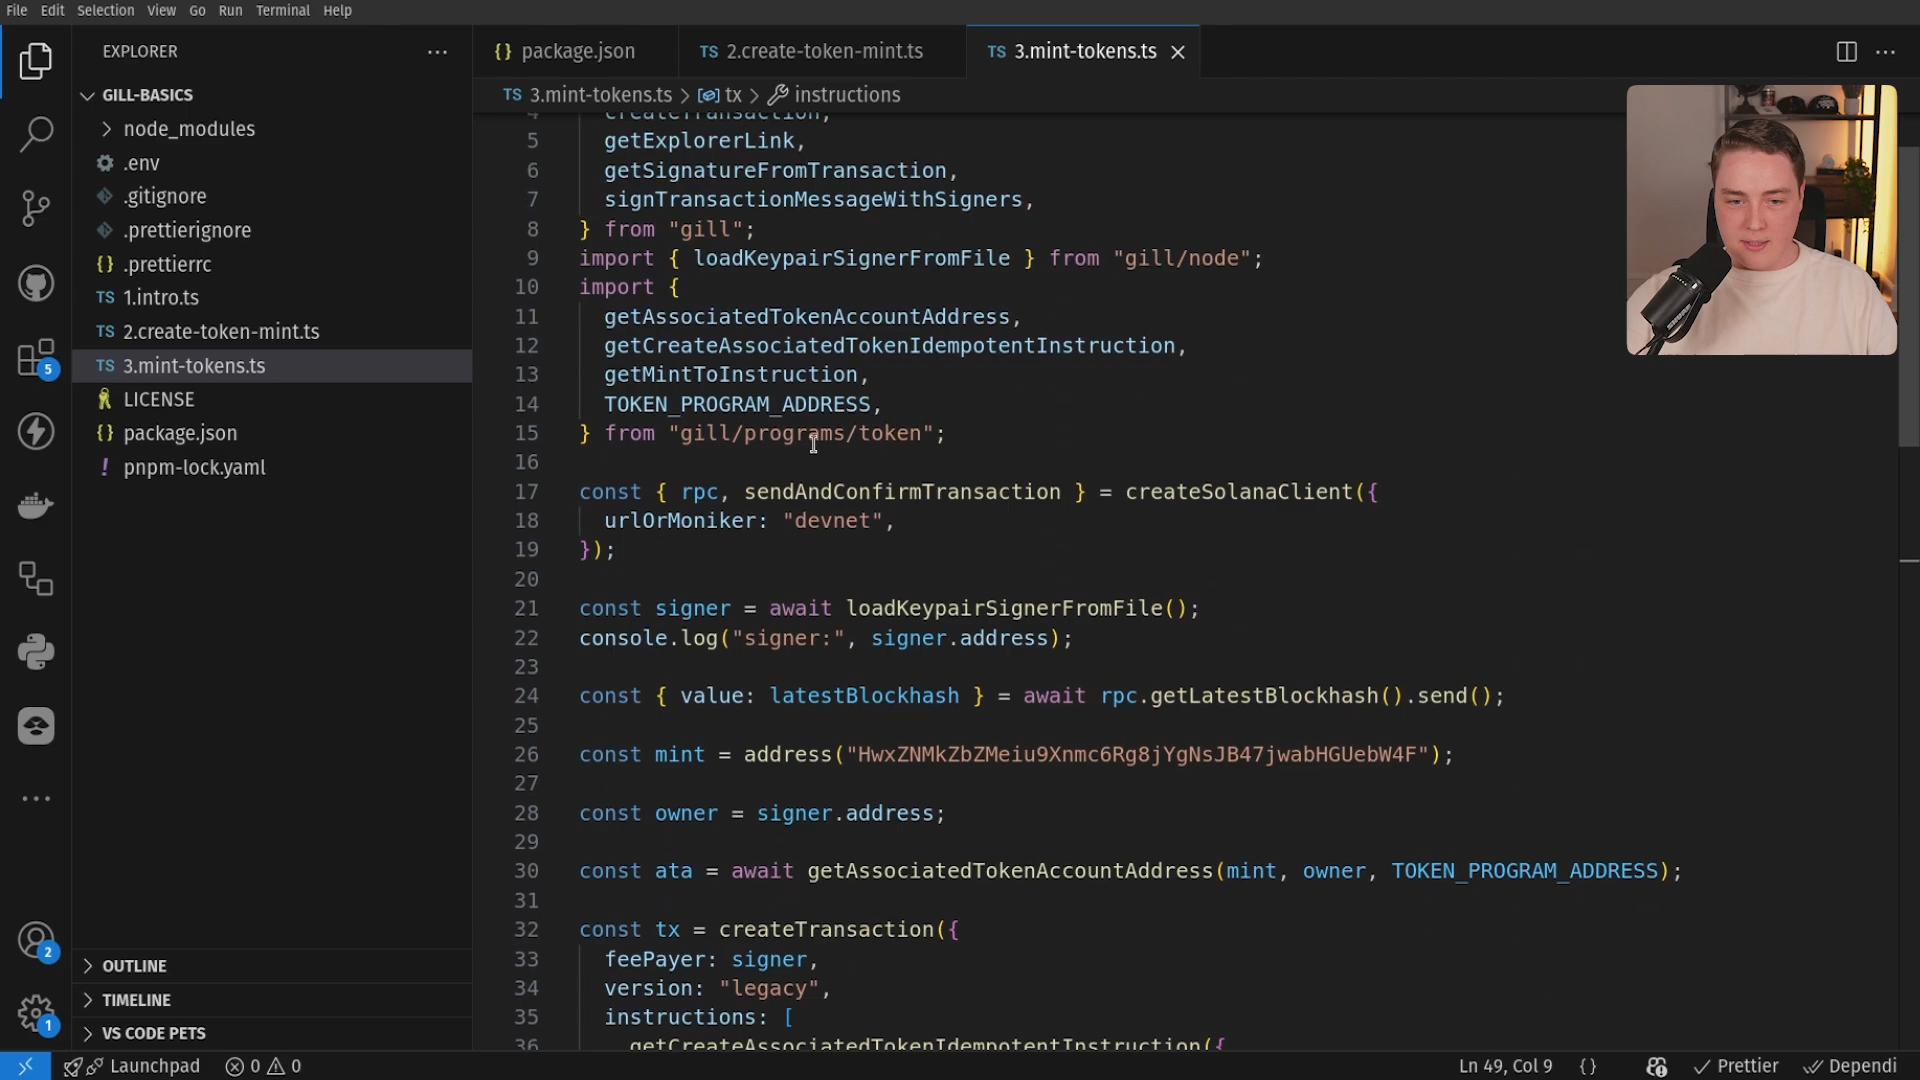 File Edit Selection View Go Run Terminal Help
EXPLORER
GILL-BASICS
node_modules
.env
.gitignore
.prettierignore
{} .prettierrc
TS 1.intro.ts
TS 2.create-token-mint.ts
TS 3.mint-tokens.ts
LICENSE
{} package.json
! pnpm-lock.yaml
OUTLINE
TIMELINE
VS CODE PETS
5
2
1
{} package.json
TS 2.create-token-mint.ts
TS 3.mint-tokens.ts
TS 3.mint-tokens.ts > tx > instructions
4 createTransaction,
5 getExplorerLink,
6 getSignatureFromTransaction,
7 signTransactionMessageWithSigners,
8 } from "gill";
9 import { loadKeypairSignerFromFile } from "gill/node";
10 import {
11 getAssociatedTokenAccountAddress,
12 getCreateAssociatedTokenIdempotentInstruction,
13 getMintToInstruction,
14 TOKEN_PROGRAM_ADDRESS,
15 } from "gill/programs/token";
16
17 const { rpc, sendAndConfirmTransaction } = createSolanaClient({
18 urlOrMoniker: "devnet",
19 });
20
21 const signer = await loadKeypairSignerFromFile();
22 console.log("signer:", signer.address);
23
24 const { value: latestBlockhash } = await rpc.getLatestBlockhash().send();
25
26 const mint = address("HwxZNMkZbZMeiu9Xnmc6Rg8jYgNsJB47jwabHGUebW4F");
27
28 const owner = signer.address;
29
30 const ata = await getAssociatedTokenAccountAddress(mint, owner, TOKEN_PROGRAM_ADDRESS);
31
32 const tx = createTransaction({
33 feePayer: signer,
34 version: "legacy",
35 instructions: [
36 getCreateAssociatedTokenIdempotentInstruction({
Launchpad 0 0
Ln 49, Col 9 {} Prettier Dependi